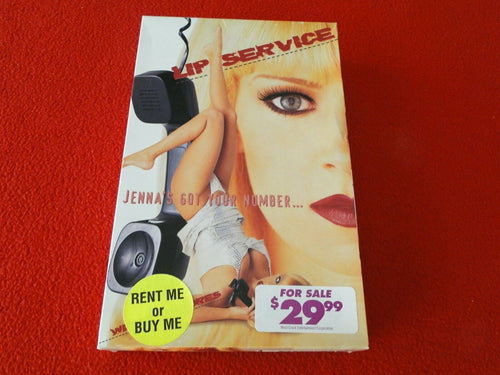 LIP SERVICE
JENNA'S GOT YOUR NUMBER...
RENT ME
or
BUY ME
FOR SALE
$29.99